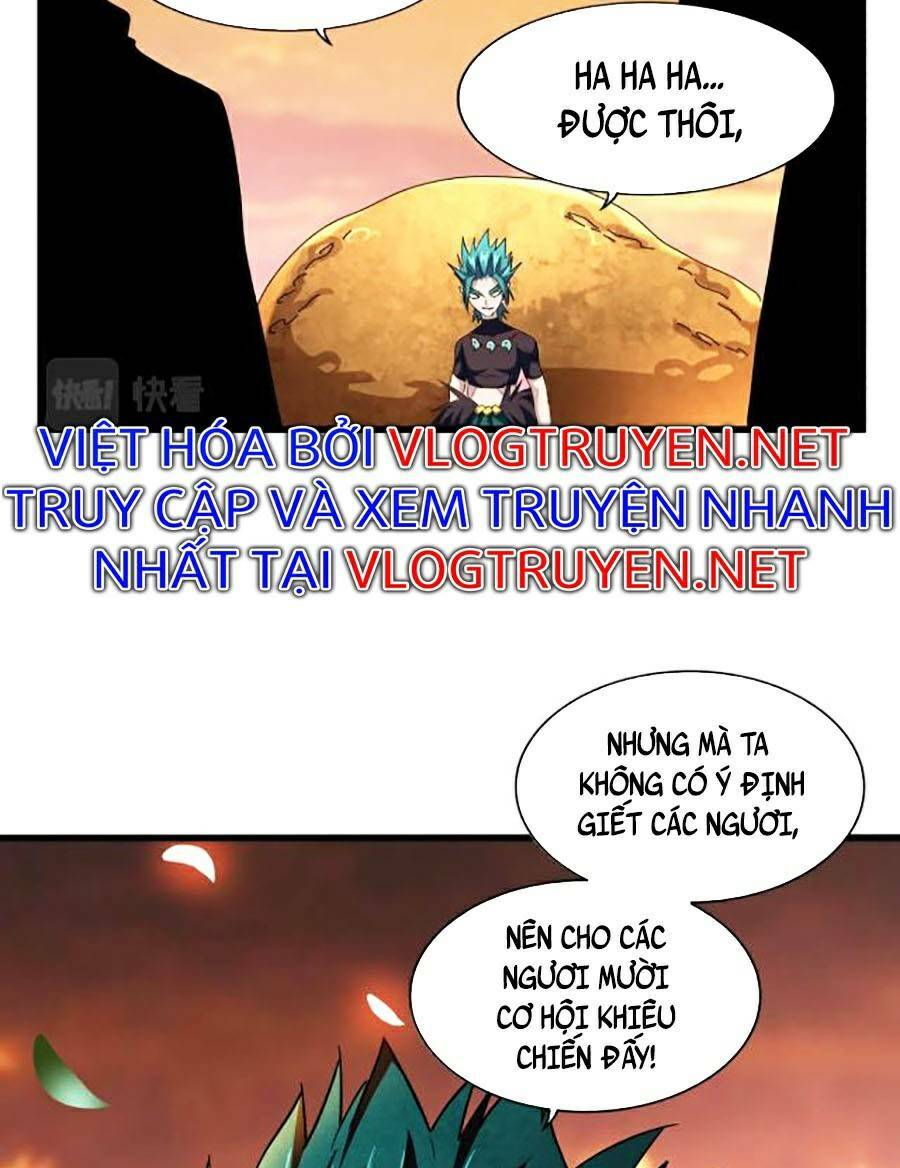 HA HA HA...
ĐƯỢC THÔI,
快看! 快看
VIỆT HÓA BỞI VLOGTRUYEN.NET
TRUY CẬP VÀ XEM TRUYỆN NHANH
NHẤT TẠI VLOGTRUYEN.NET
NHƯNG MÀ TA
KHÔNG CÓ Ý ĐỊNH
GIẾT CÁC NGƯƠI,
NÊN CHO CÁC
NGƯƠI MƯỜI
CƠ HỘI KHIÊU
CHIẾN ĐẤY!